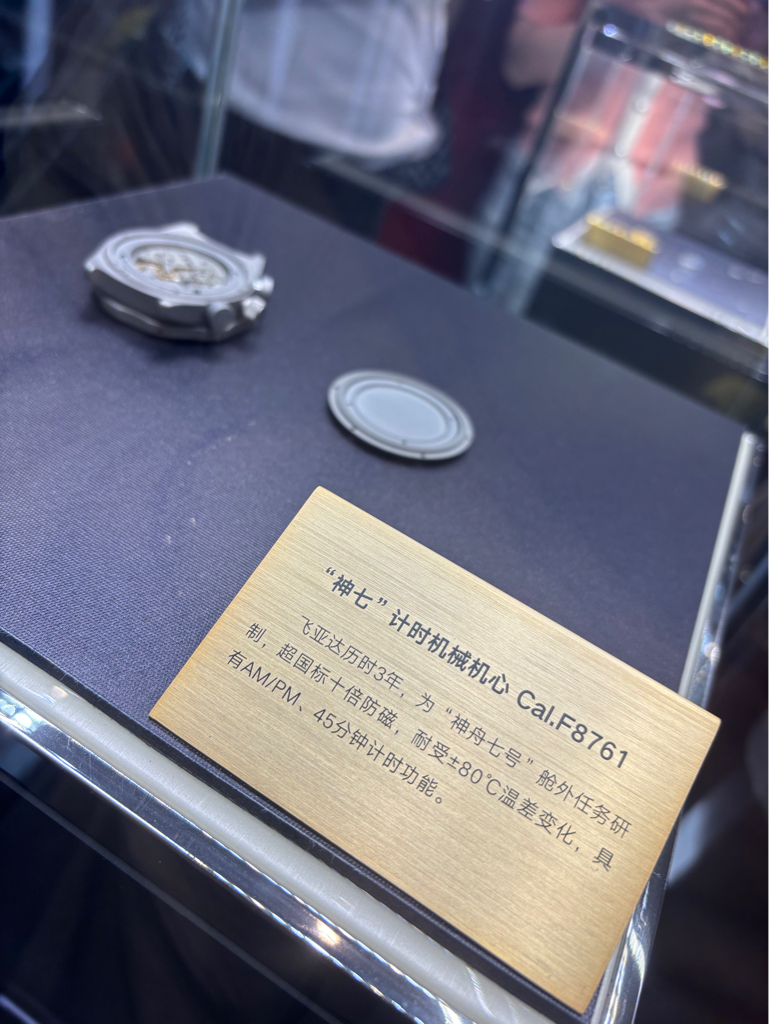 “神七”计时机械机心 Cal.F8761
飞亚达历时3年，为“神舟七号”舱外任务研
制，超国标十倍防磁，耐受±80℃温差变化，具
有AM/PM、45分钟计时功能。